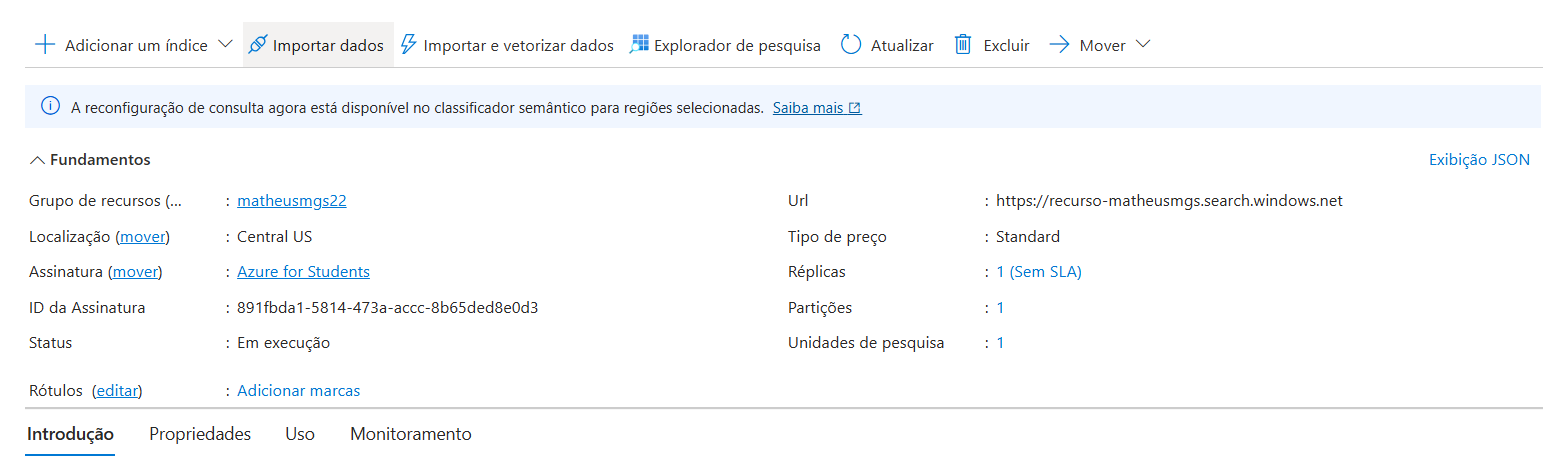 Adicionar um índice Importar dados Importar e vetorizar dados Explorador de pesquisa Atualizar Excluir Mover
A reconfiguração de consulta agora está disponível no classificador semântico para regiões selecionadas. Saiba mais
Fundamentos Exibição JSON
Grupo de recursos (... : matheusmgs22 Url : https://recurso-matheusmgs.search.windows.net
Localização (mover) : Central US Tipo de preço : Standard
Assinatura (mover) : Azure for Students Réplicas : 1 (Sem SLA)
ID da Assinatura : 891fbda1-5814-473a-accc-8b65ded8e0d3 Partições : 1
Status : Em execução Unidades de pesquisa : 1
Rótulos (editar) : Adicionar marcas
Introdução Propriedades Uso Monitoramento